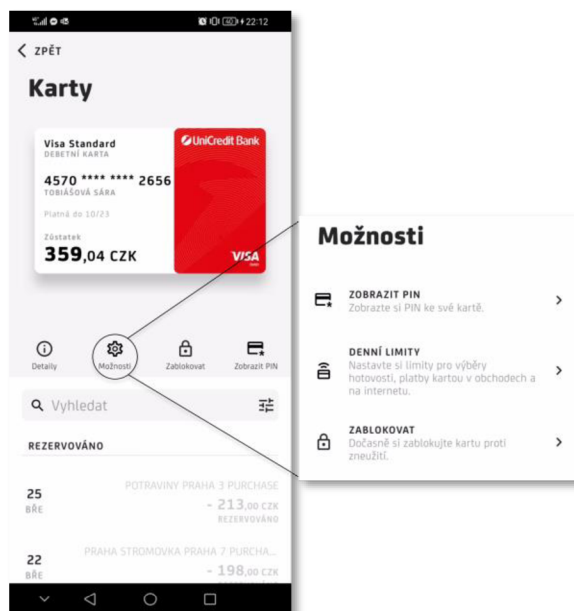 22:12
ZPĚT
Karty
Visa Standard
DEBETNÍ KARTA
4570 **** **** 2656
TOBIÁŠOVÁ SÁRA
Platná do 10/23
Zůstatek
359,04 CZK
UniCredit Bank
VISA
Detaily
Možnosti
Zablokovat
Zobrazit PIN
Vyhledat
REZERVOVÁNO
25
BŘE
POTRAVINY PRAHA 3 PURCHASE
- 213,00 CZK
REZERVOVÁNO
22
BŘE
PRAHA STROMOVKA PRAHA 7 PURCHA...
- 198,00 CZK
Možnosti
ZOBRAZIT PIN
Zobrazte si PIN ke své kartě.
DENNÍ LIMITY
Nastavte si limity pro výběry
hotovosti, platby kartou v obchodech a
na internetu.
ZABLOKOVAT
Dočasně si zablokujte kartu proti
zneužití.